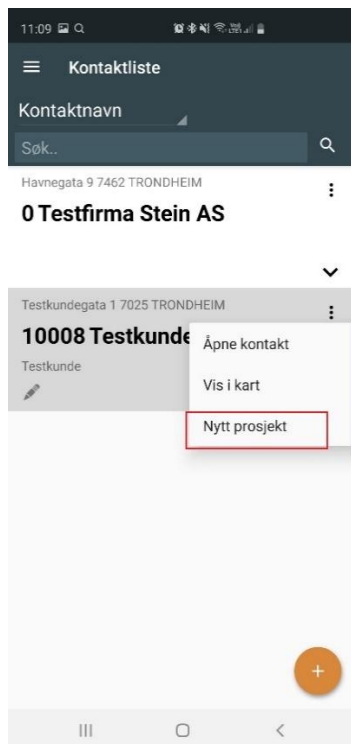 11:09
Kontaktliste
Kontaktnavn
Søk..
Havnegata 9 7462 TRONDHEIM
0 Testfirma Stein AS
Testkundegata 1 7025 TRONDHEIM
10008 Testkunde
Testkunde
Åpne kontakt
Vis i kart
Nytt prosjekt